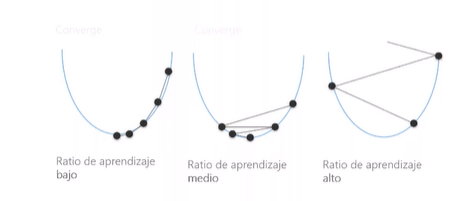 Converge
Converge
Ratio de aprendizaje
bajo
Ratio de aprendizaje
medio
Ratio de aprendizaje
alto